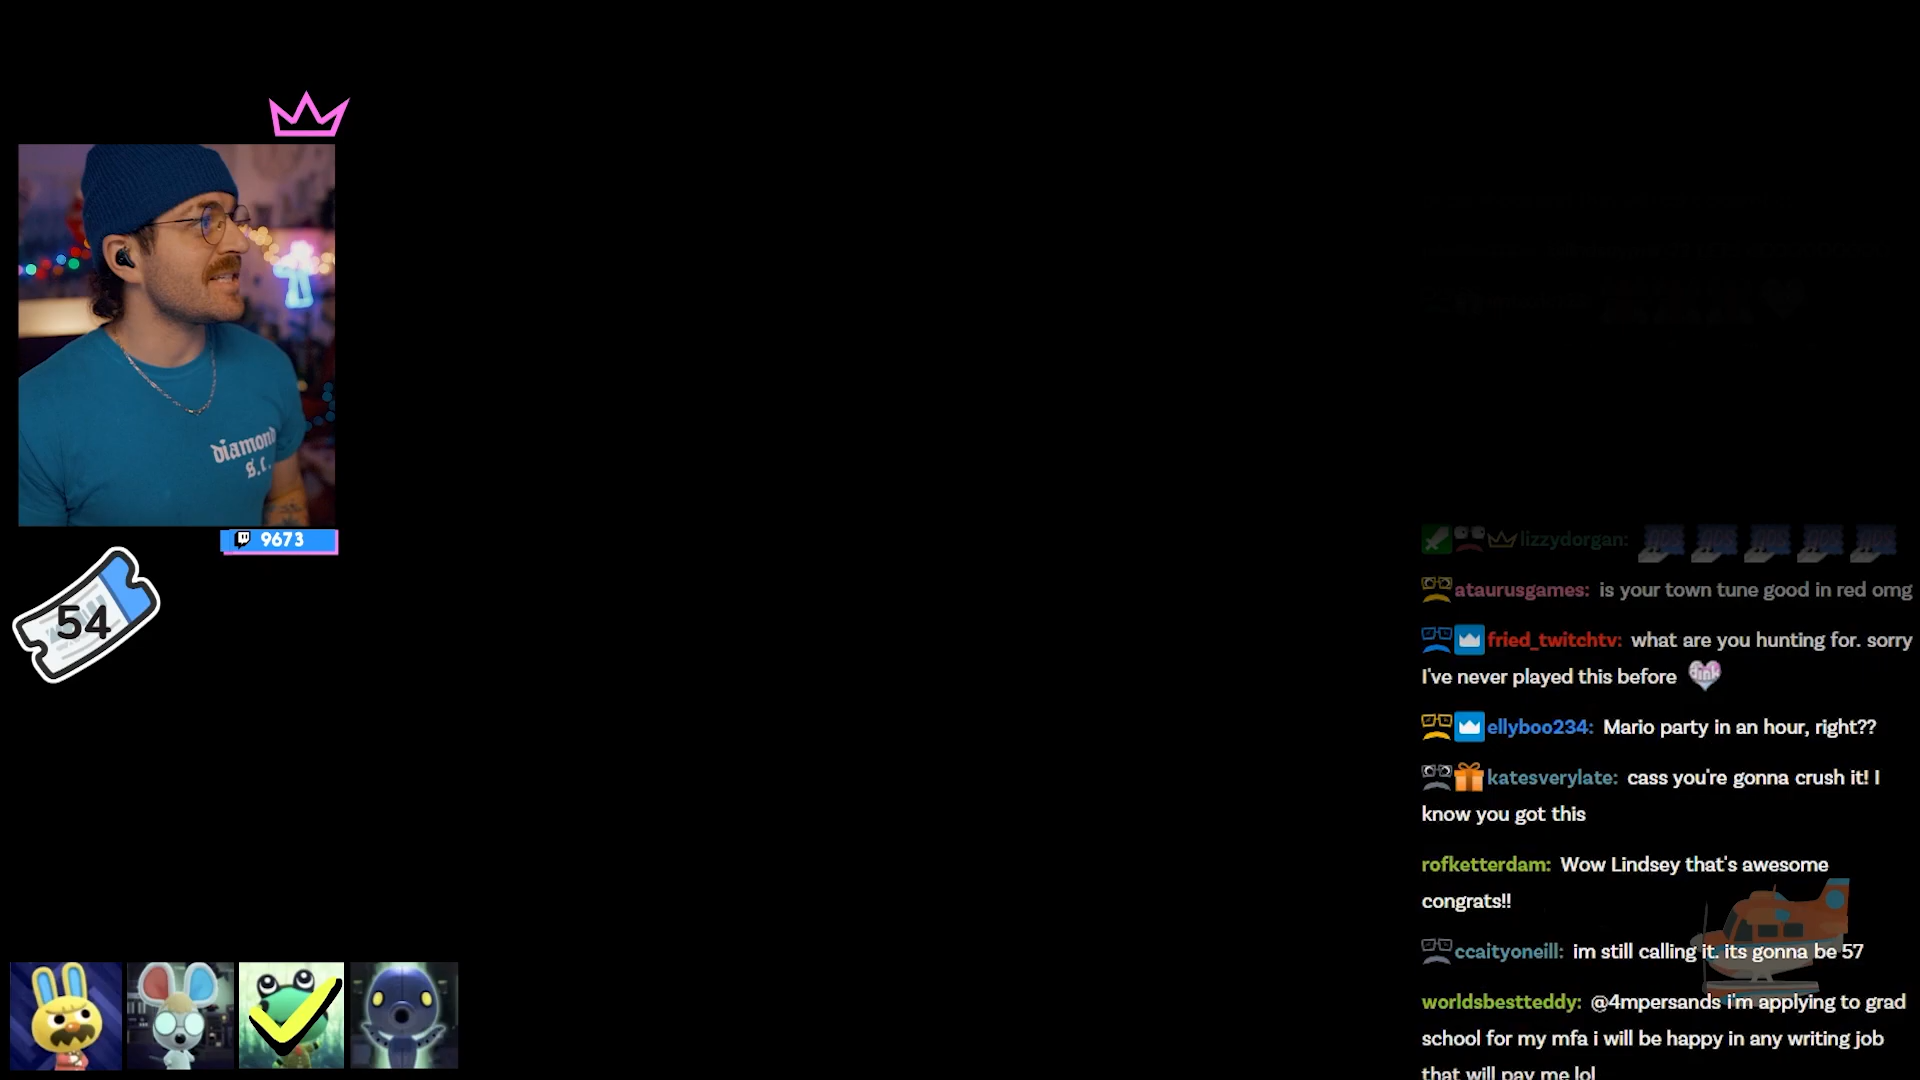 diamond
s.c.
9673
54
lizzydorgan:
ataurusgames: is your town tune good in red omg
fried_twitchtv: what are you hunting for. sorry
I've never played this before dink
ellyboo234: Mario party in an hour, right??
katesverylate: cass you're gonna crush it! I
know you got this
rofketterdam: Wow Lindsey that's awesome
congrats!!
ccaityoneill: im still calling it. its gonna be 57
worldsbestteddy: @4mpersands i'm applying to grad
school for my mfa i will be happy in any writing job
that will pay me lol